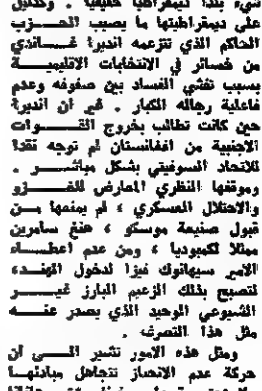 شيء بلدا ديمقراطيا حقيقيا . وكدليل
على ديمقراطيتها ما يصيب الحزب
الحاكم الذي تتزعمه انديرا غاندي
من خسائر في الانتخابات الاقليمية
بسبب تفشي الفساد بين صفوفه وعدم
فاعلية رجاله الكبار . غير ان انديرا
حين كانت تطالب بخروج القوات
الاجنبية من افغانستان لم توجه نقدا
للاتحاد السوفيتي بشكل مباشر .
وموقفها النظري المعارض للغزو
والاحتلال العسكري ، لم يمنعها من
قبول صنيعة موسكو ، هنغ سامرين
ممثلا لكمبوديا ، ومن عدم اعطاء
الامير سيهانوك فيزا لدخول الهند،
لتصبح بذلك الزعيم البارز غير
الشيوعي الوحيد الذي يصدر عنه
مثل هذا التصرف .
ومثل هذه الامور تشير الى ان
حركة عدم الانحياز تتجاهل مبادئها